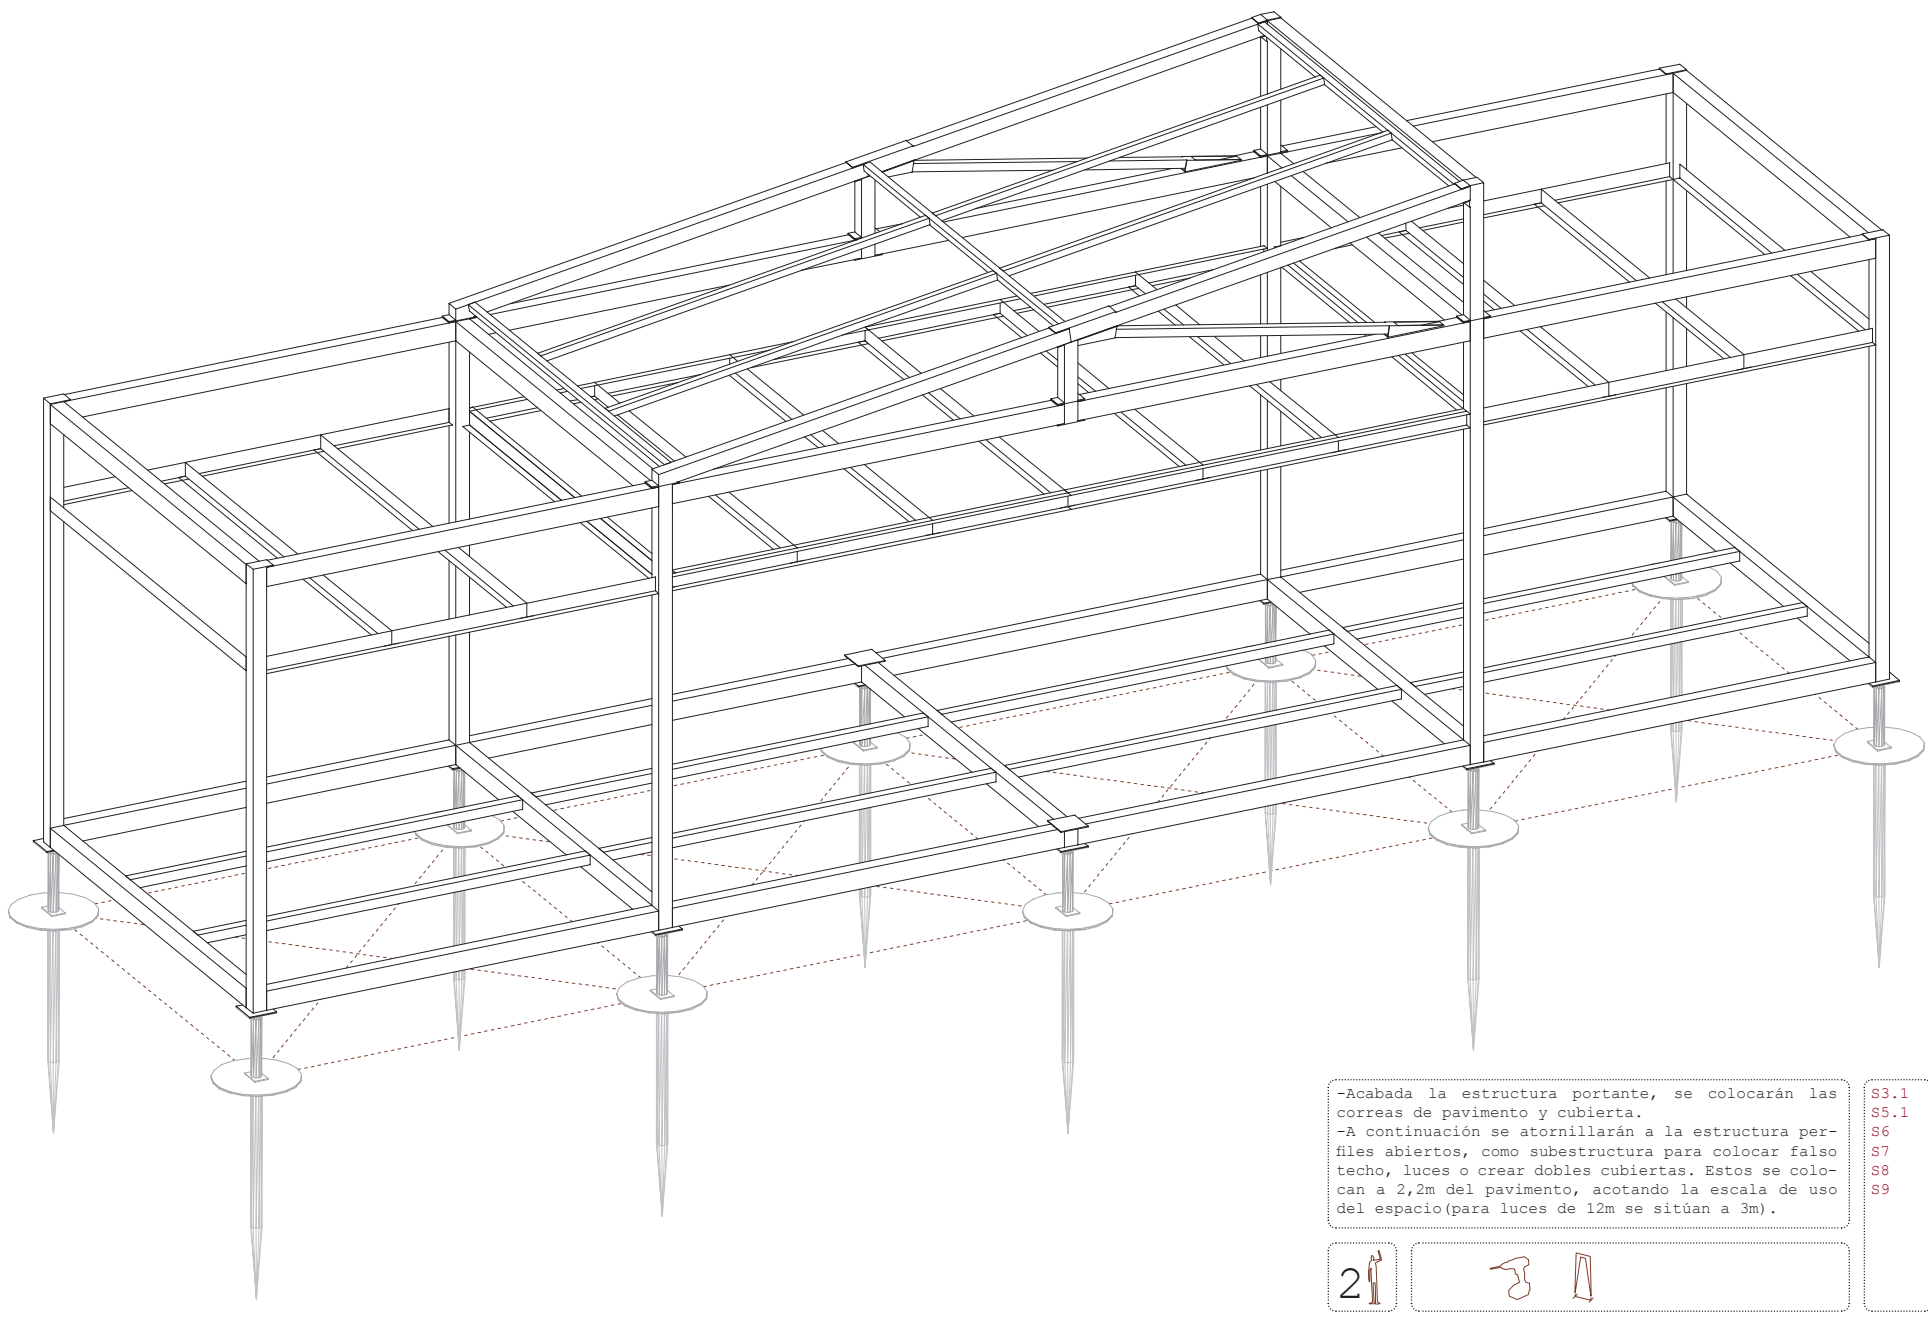 -Acabada la estructura portante, se colocarán las
correas de pavimento y cubierta.
-A continuación se atornillarán a la estructura per-
files abiertos, como subestructura para colocar falso
techo, luces o crear dobles cubiertas. Estos se colo-
can a 2,2m del pavimento, acotando la escala de uso
del espacio(para luces de 12m se sitúan a 3m).
S3.1
S5.1
S6
S7
S8
S9
2